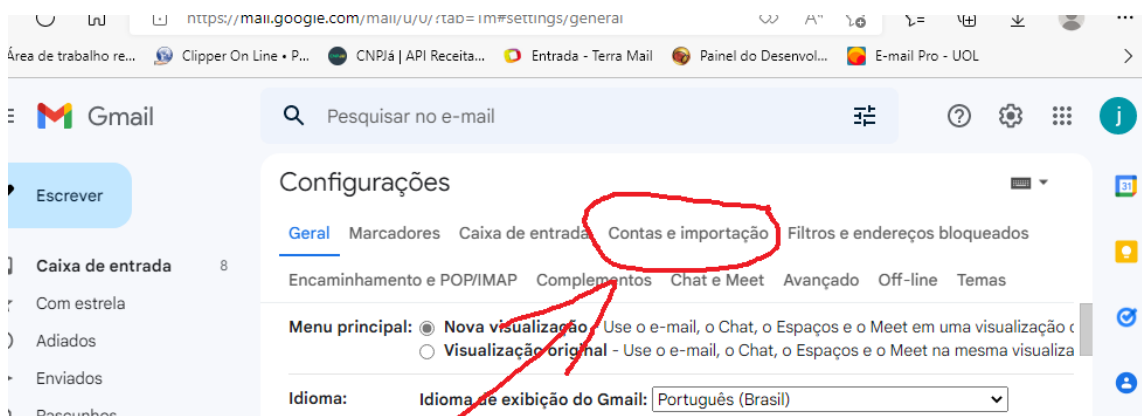 https://mail.google.com/mail/u/0/?tab=1m#settings/general
Área de trabalho re... Clipper On Line • P... CNPJá | API Receita... Entrada - Terra Mail Painel do Desenvol... E-mail Pro - UOL
Gmail Pesquisar no e-mail j
Escrever
Configurações
31
Geral Marcadores Caixa de entrada Contas e importação Filtros e endereços bloqueados
Caixa de entrada 8
Encaminhamento e POP/IMAP Complementos Chat e Meet Avançado Off-line Temas
Com estrela
Menu principal: Nova visualização - Use o e-mail, o Chat, o Espaços e o Meet em uma visualização
Adiados
Visualização original - Use o e-mail, o Chat, o Espaços e o Meet na mesma visualiza
Enviados
Idioma: Idioma de exibição do Gmail: Português (Brasil)
Rascunhos